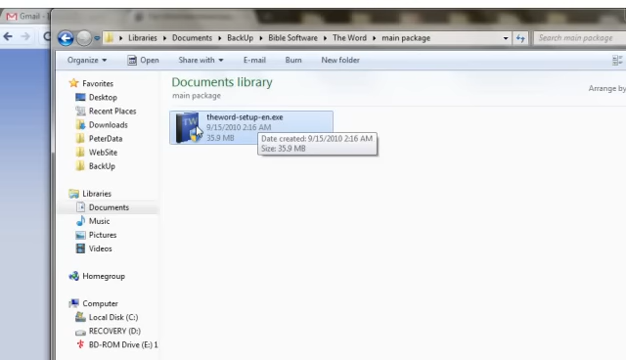 Gmail -
Libraries ▸ Documents ▸ BackUp ▸ Bible Software ▸ The Word ▸ main package
Search main package
Organize ▾ Open Share with ▾ E-mail Burn New folder
Documents library
main package
Arrange by
Favorites
Desktop
Recent Places
Downloads
PeterData
WebSite
BackUp
Libraries
Documents
Music
Pictures
Videos
Homegroup
Computer
Local Disk (C:)
RECOVERY (D:)
BD-ROM Drive (E:) 1
TW
theword-setup-en.exe
9/15/2010 2:16 AM
35.9 MB
Date created: 9/15/2010 2:16 AM
Size: 35.9 MB